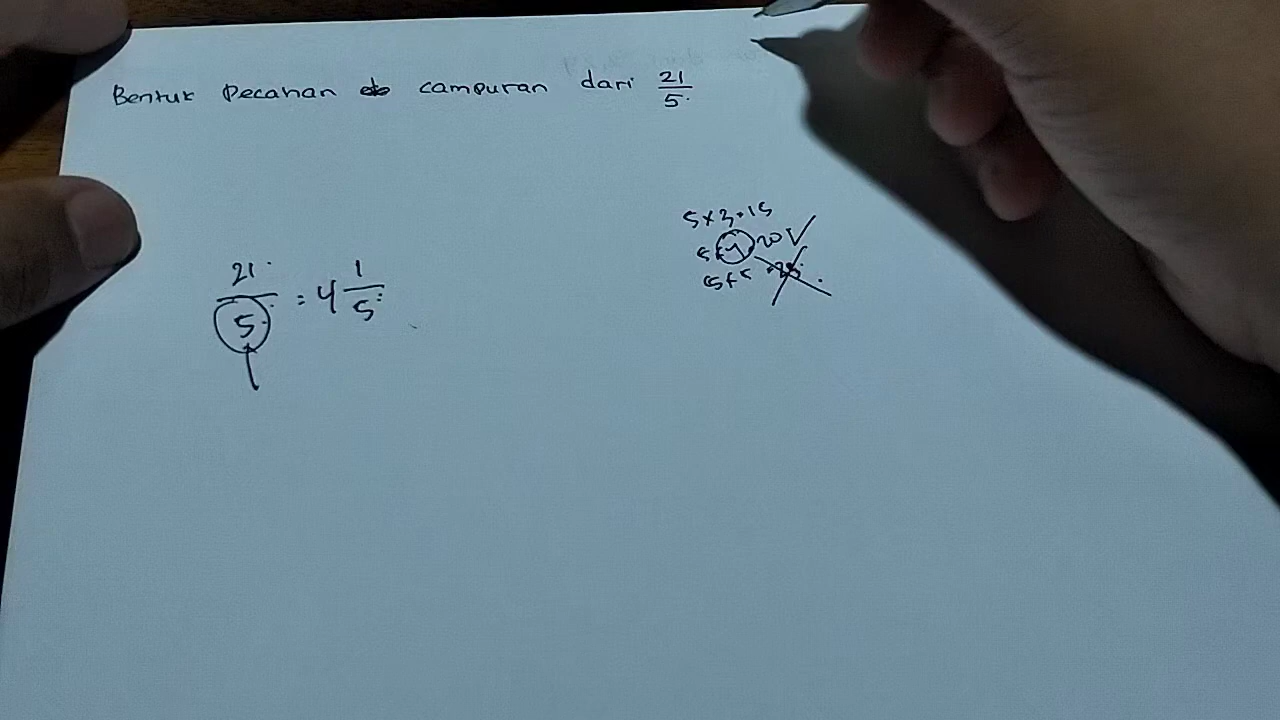 Bentuk Pecahan campuran dari 21/5
5x3=15
5x4 20 √
21/5 = 4 1/5
5x5 = 25